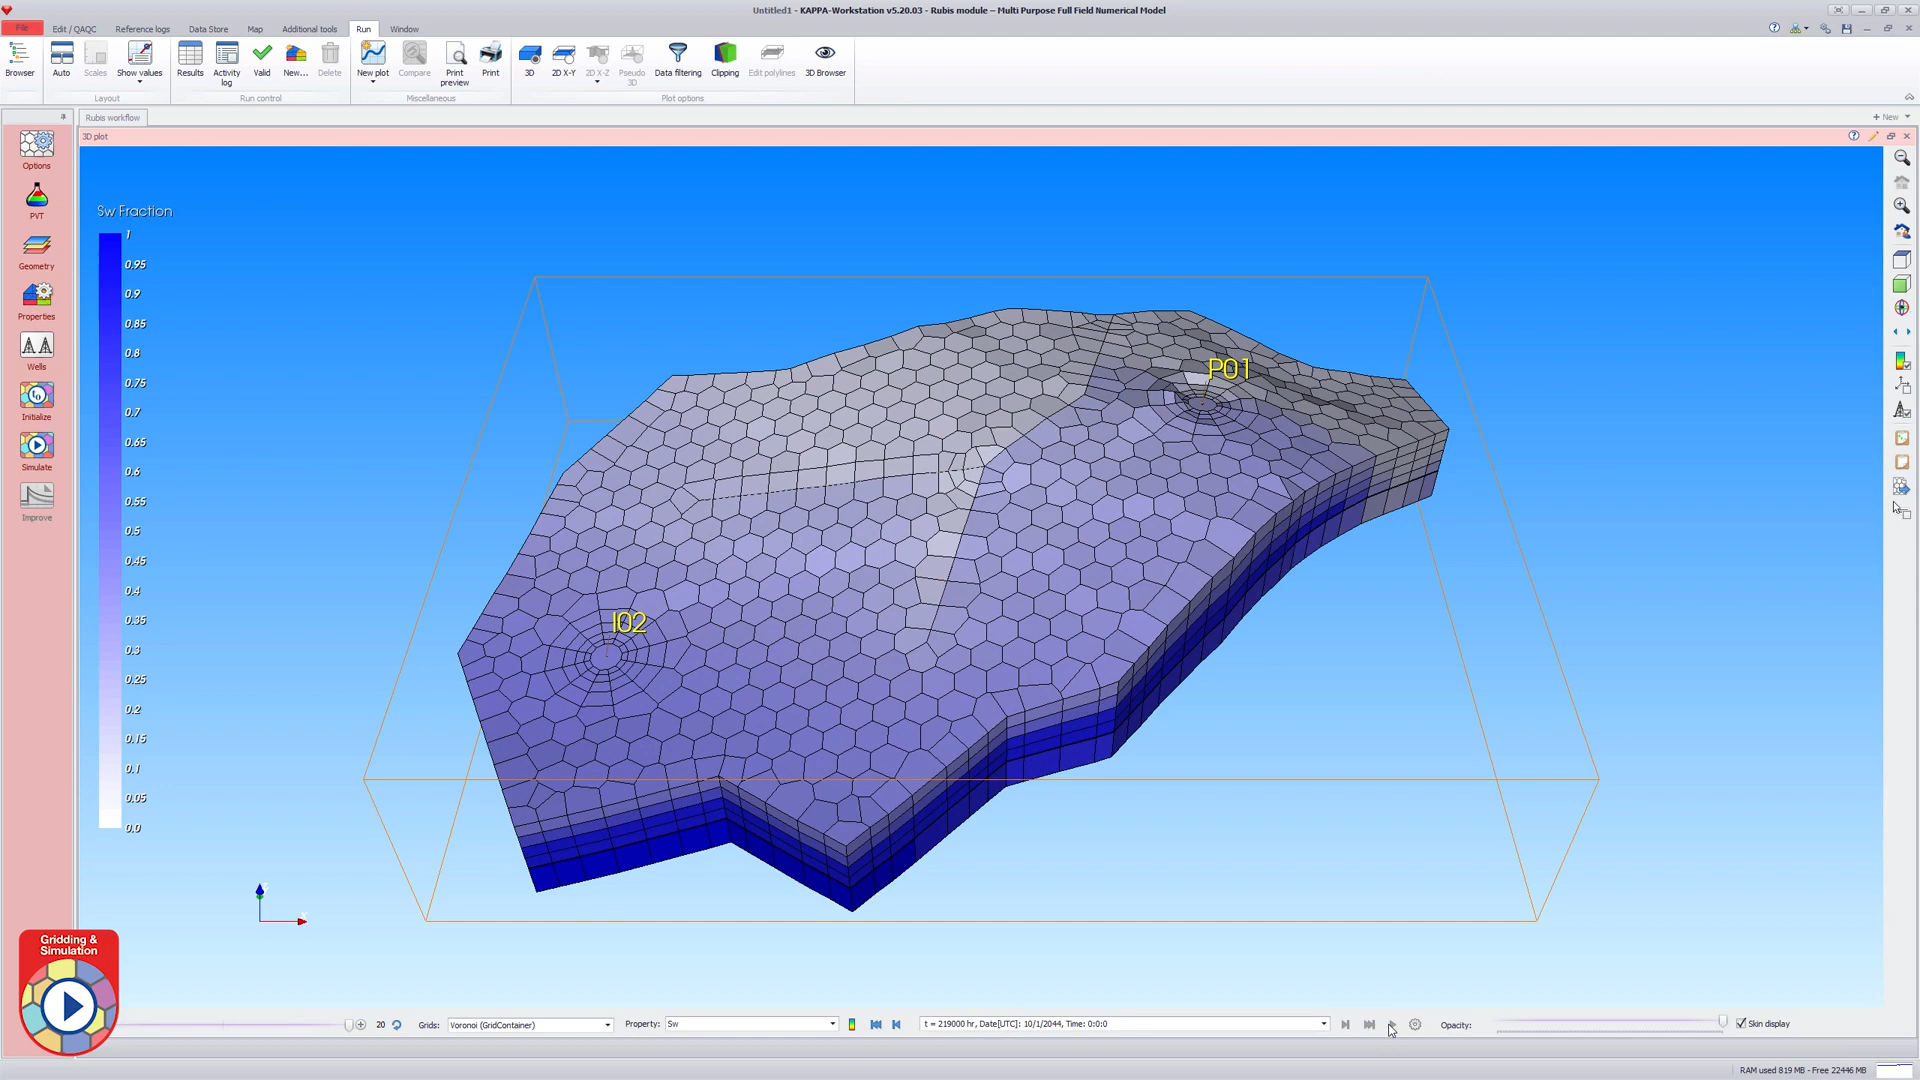 Untitled1 - KAPPA-Workstation v5.20.03 - Rubis module – Multi Purpose Full Field Numerical Model
File Edit / QAQC Reference logs Data Store Map Additional tools Run Window
Browser Auto Scales Show values Results Activity log Valid New... Delete New plot Compare Print preview Print 3D 2D X-Y 2D X-Z Pseudo 3D Data filtering Clipping Edit polylines 3D Browser
Layout Run control Miscellaneous Plot options
Rubis workflow
New
3D plot
Options
PVT
Geometry
Properties
Wells
Initialize
Simulate
Improve
Sw Fraction
1
0.95
0.9
0.85
0.8
0.75
0.7
0.65
0.6
0.55
0.5
0.45
0.4
0.35
0.3
0.25
0.2
0.15
0.1
0.05
0.0
P01
I02
Gridding &
Simulation
20 Grids: Voronoi (GridContainer) Property: Sw t = 219000 hr, Date[UTC]: 10/1/2044, Time: 0:0:0 Opacity: Skin display
RAM used 819 MB - Free 22446 MB